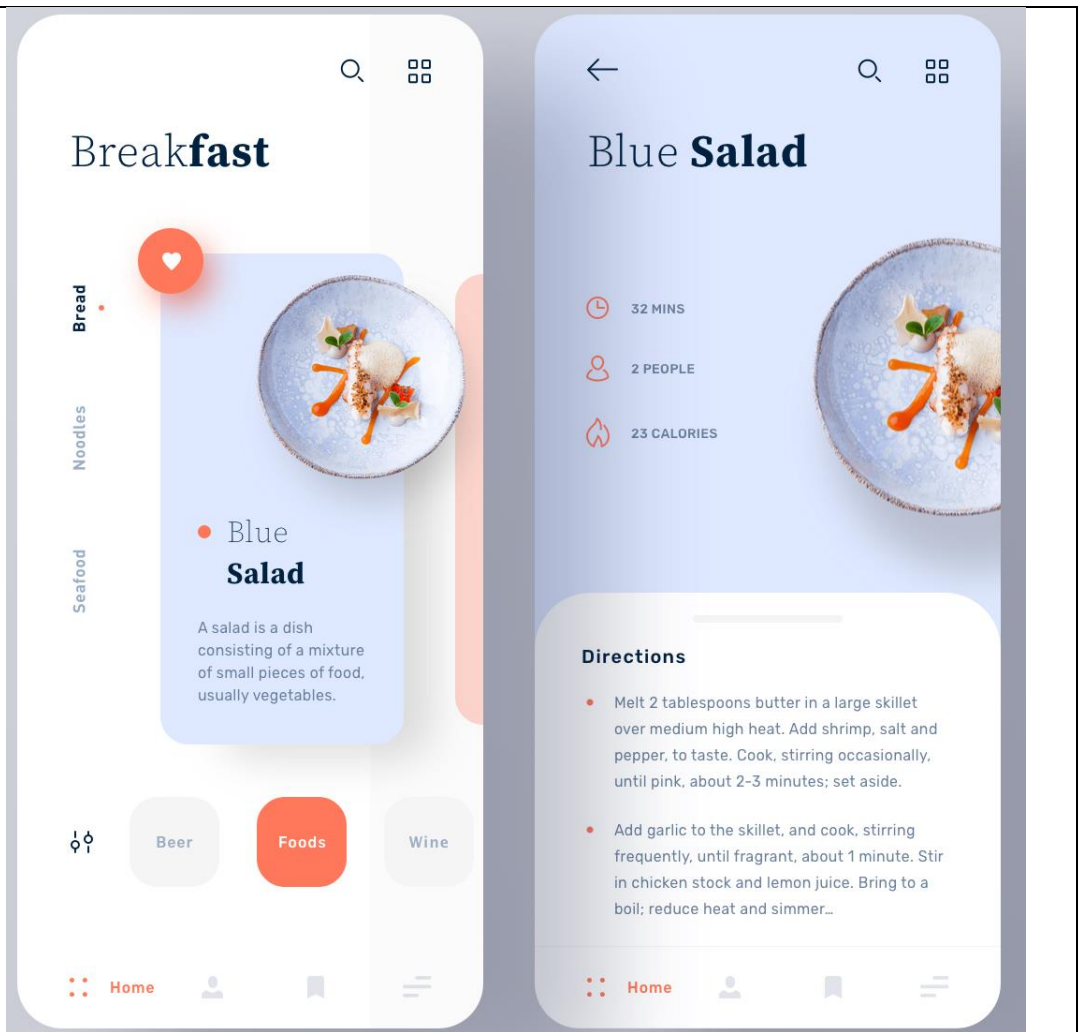 Breakfast
Bread
Noodles
Seafood
Blue
Salad
A salad is a dish
consisting of a mixture
of small pieces of food,
usually vegetables.
Beer
Foods
Wine
Home
Blue Salad
32 MINS
2 PEOPLE
23 CALORIES
Directions
Melt 2 tablespoons butter in a large skillet
over medium high heat. Add shrimp, salt and
pepper, to taste. Cook, stirring occasionally,
until pink, about 2-3 minutes; set aside.
Add garlic to the skillet, and cook, stirring
frequently, until fragrant, about 1 minute. Stir
in chicken stock and lemon juice. Bring to a
boil; reduce heat and simmer…
Home